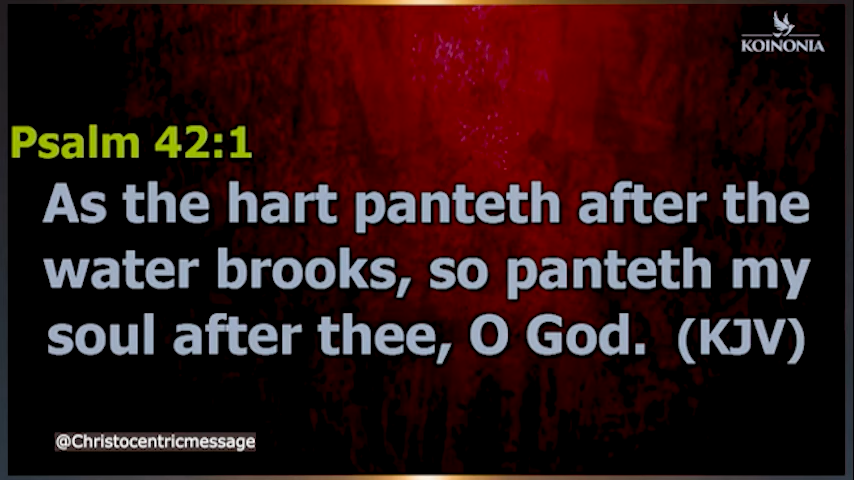 KOINONIA
Psalm 42:1
As the hart panteth after the
water brooks, so panteth my
soul after thee, O God. (KJV)
@Christocentricmessage